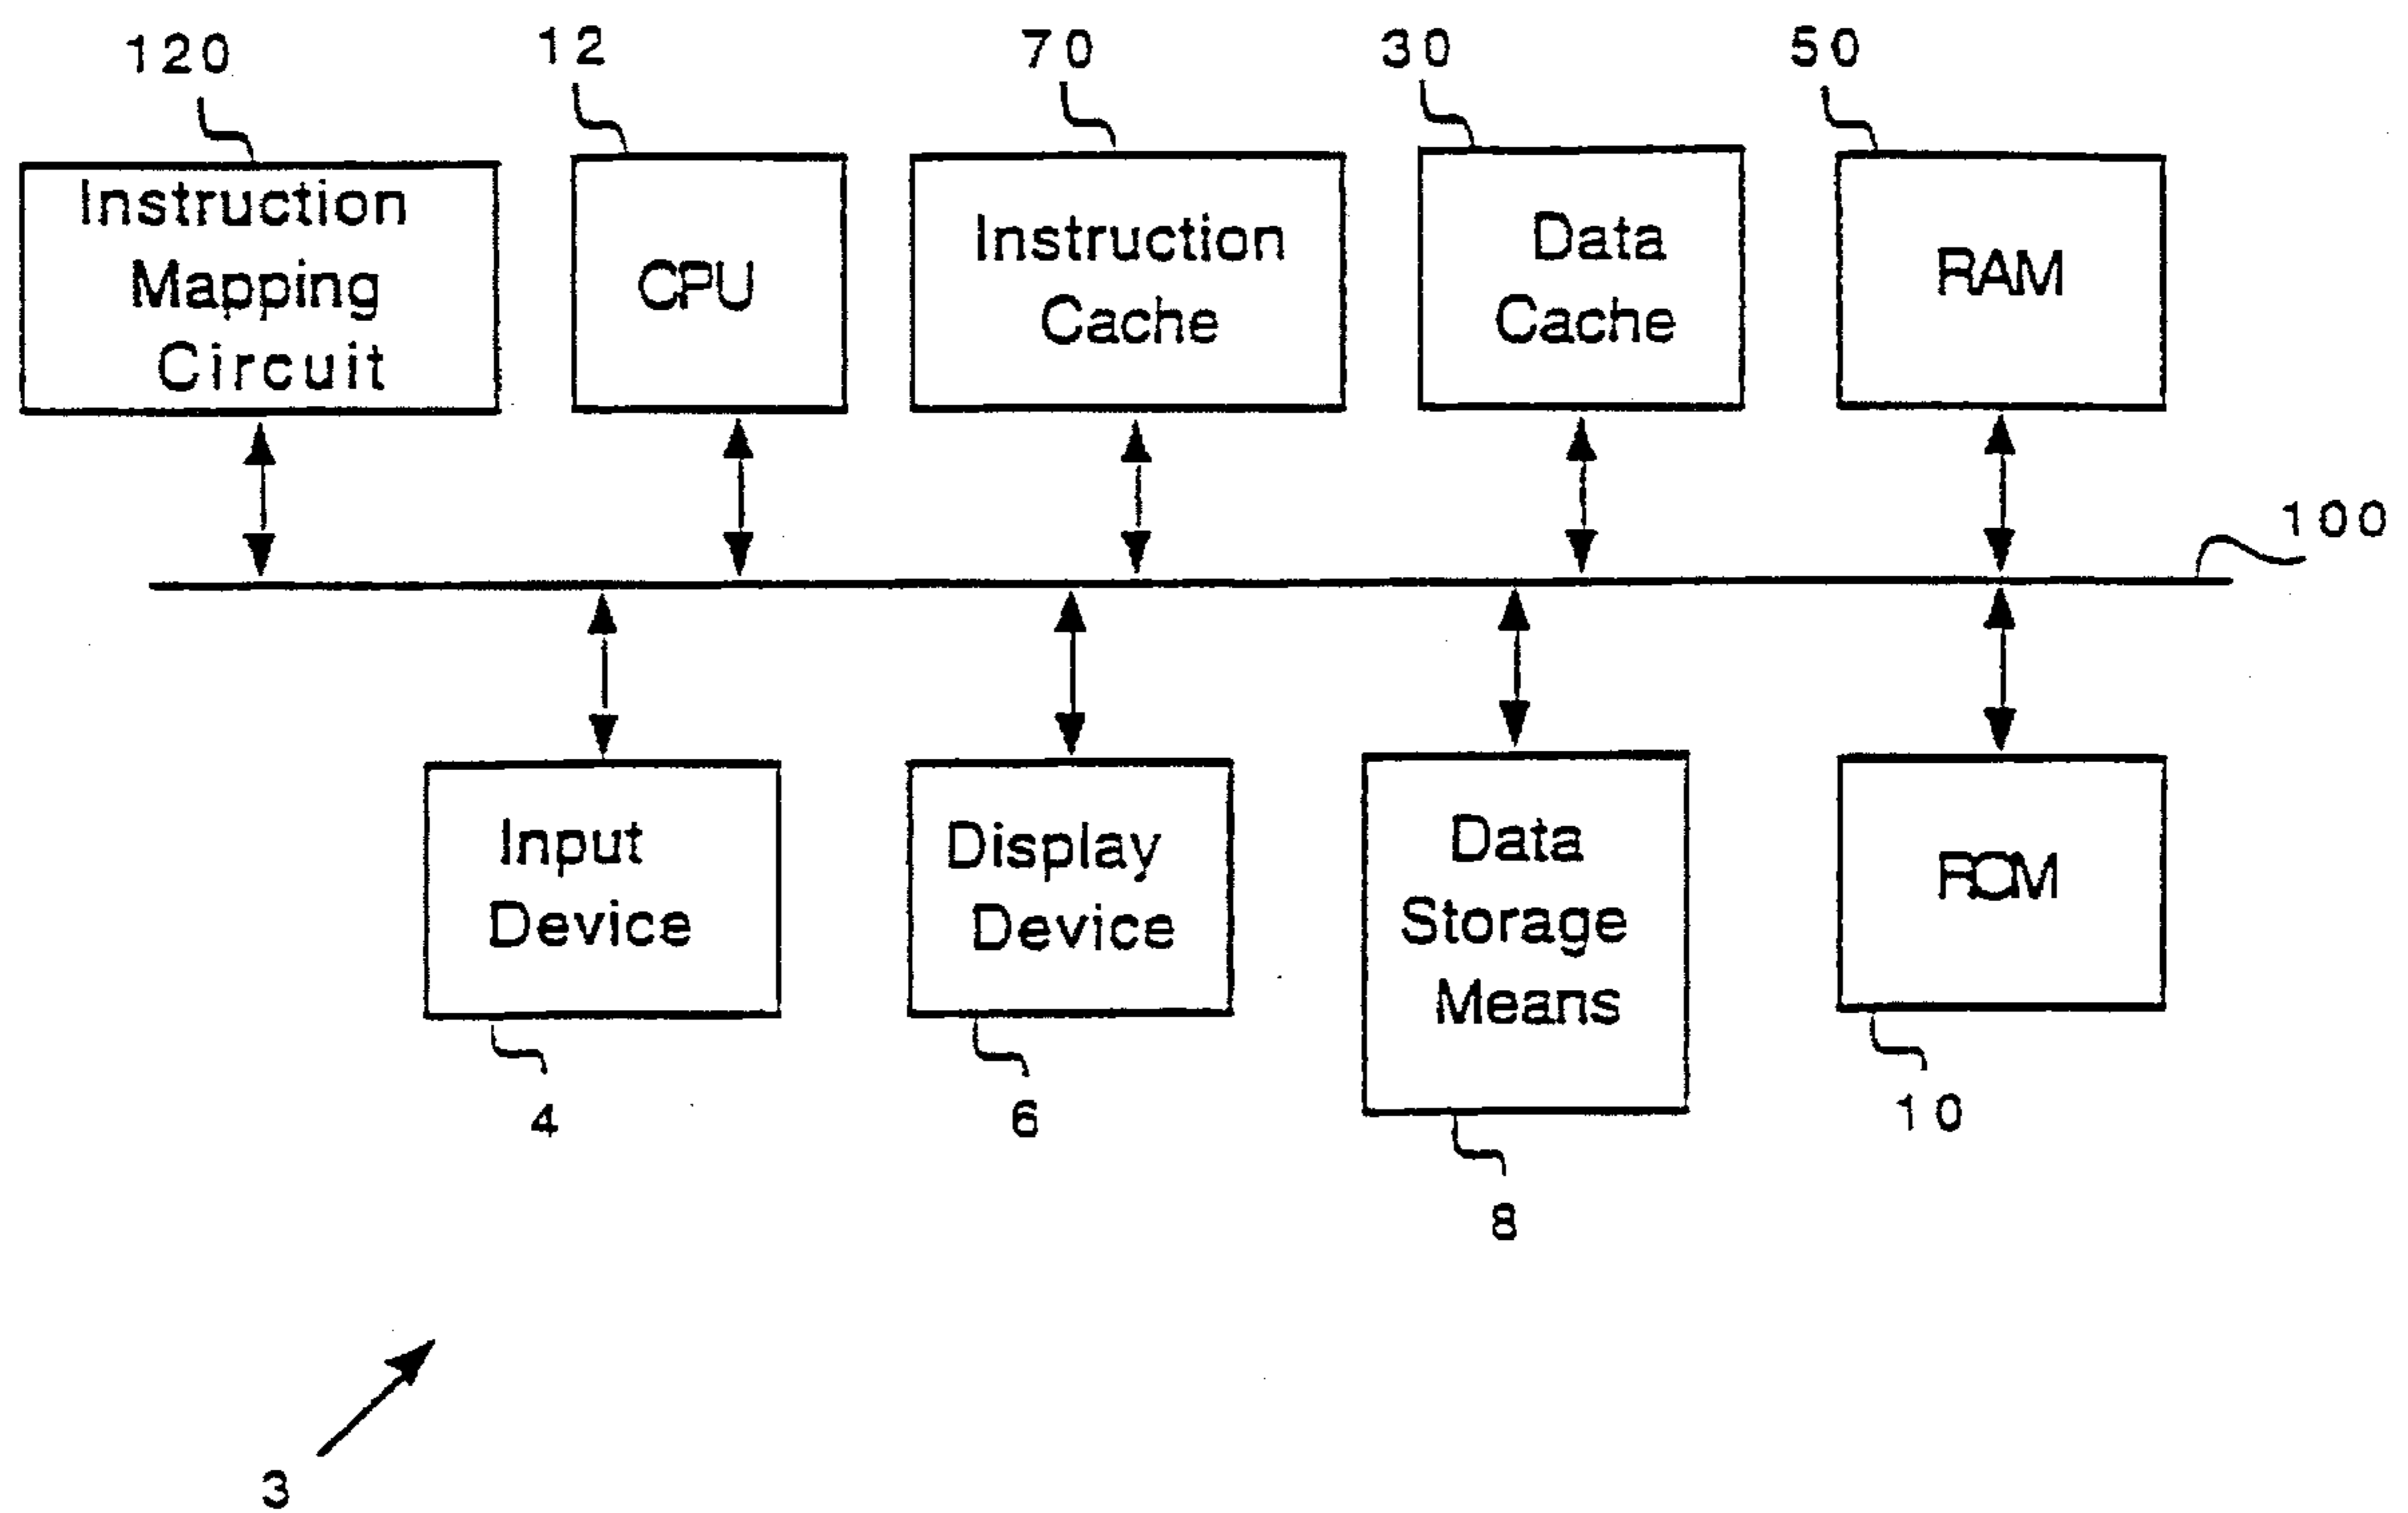 120
12
70
30
50
Instruction
Mapping
Circuit
CPU
Instruction
Cache
Data
Cache
RAM
100
Input
Device
Display
Device
Data
Storage
Means
ROM
4
6
8
10
3